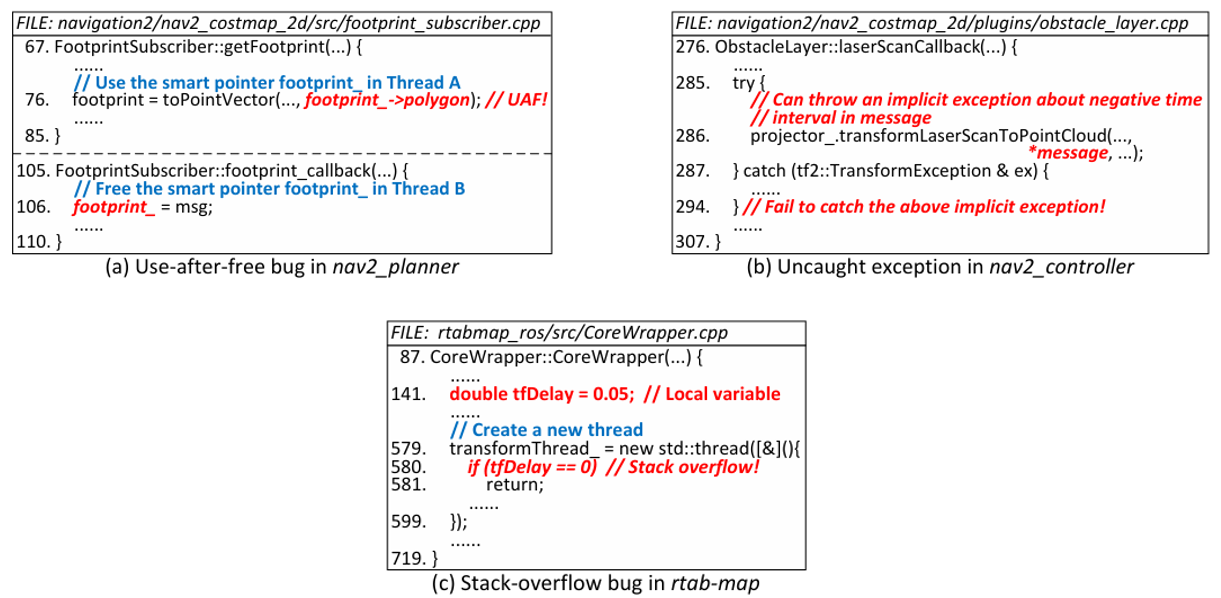 FILE: navigation2/nav2_costmap_2d/src/footprint_subscriber.cpp
67. FootprintSubscriber::getFootprint(...) {
......
// Use the smart pointer footprint_ in Thread A
76. footprint = toPointVector(..., footprint_->polygon); // UAF!
......
85. }
105. FootprintSubscriber::footprint_callback(...) {
// Free the smart pointer footprint_ in Thread B
106. footprint_ = msg;
......
110. }
(a) Use-after-free bug in nav2_planner
FILE: navigation2/nav2_costmap_2d/plugins/obstacle_layer.cpp
276. ObstacleLayer::laserScanCallback(...) {
......
285. try {
// Can throw an implicit exception about negative time
// interval in message
286. projector_.transformLaserScanToPointCloud(...,
*message, ...);
287. } catch (tf2::TransformException & ex) {
......
294. } // Fail to catch the above implicit exception!
......
307. }
(b) Uncaught exception in nav2_controller
FILE: rtabmap_ros/src/CoreWrapper.cpp
87. CoreWrapper::CoreWrapper(...) {
......
141. double tfDelay = 0.05; // Local variable
......
// Create a new thread
579. transformThread_ = new std::thread([&](){
580. if (tfDelay == 0) // Stack overflow!
581. return;
......
599. });
......
719. }
(c) Stack-overflow bug in rtab-map